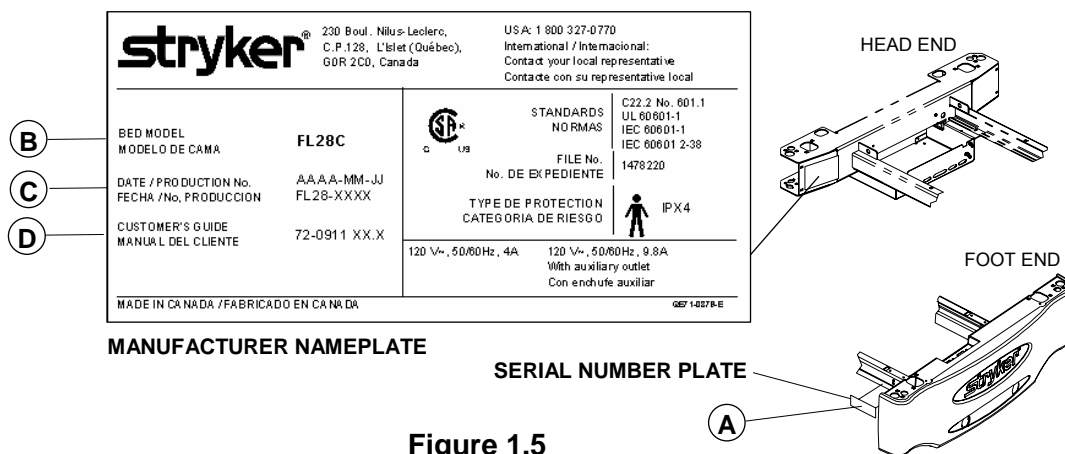 stryker®
230 Boul. Nilus-Leclerc,
C.P.128, L'Islet (Québec),
G0R 2C0, Canada
USA: 1 800 327-0770
International / Internacional:
Contact your local representative
Contacte con su representative local
HEAD END
B
BED MODEL
MODELO DE CAMA
FL28C
C
DATE / PRODUCTION No.
FECHA /No, PRODUCCION
AAAA-MM-JJ
FL28-XXXX
D
CUSTOMER'S GUIDE
MANUAL DEL CLIENTE
72-0911 XX.X
SA R
C US
STANDARDS
NORMAS
C22.2 No. 601.1
UL 60601-1
IEC 60601-1
IEC 60601 2-38
FILE No.
No. DE EXPEDIENTE
1478220
TYPE DE PROTECTION
CATEGORIA DE RIESGO
IPX4
120 V~, 50/60Hz, 4A
120 V~, 50/60Hz, 9.8A
With auxiliary outlet
Con enchufe auxiliar
MADE IN CANADA /FABRICADO EN CANADA
MANUFACTURER NAMEPLATE
FOOT END
stryker
SERIAL NUMBER PLATE
A
Figure 1.5